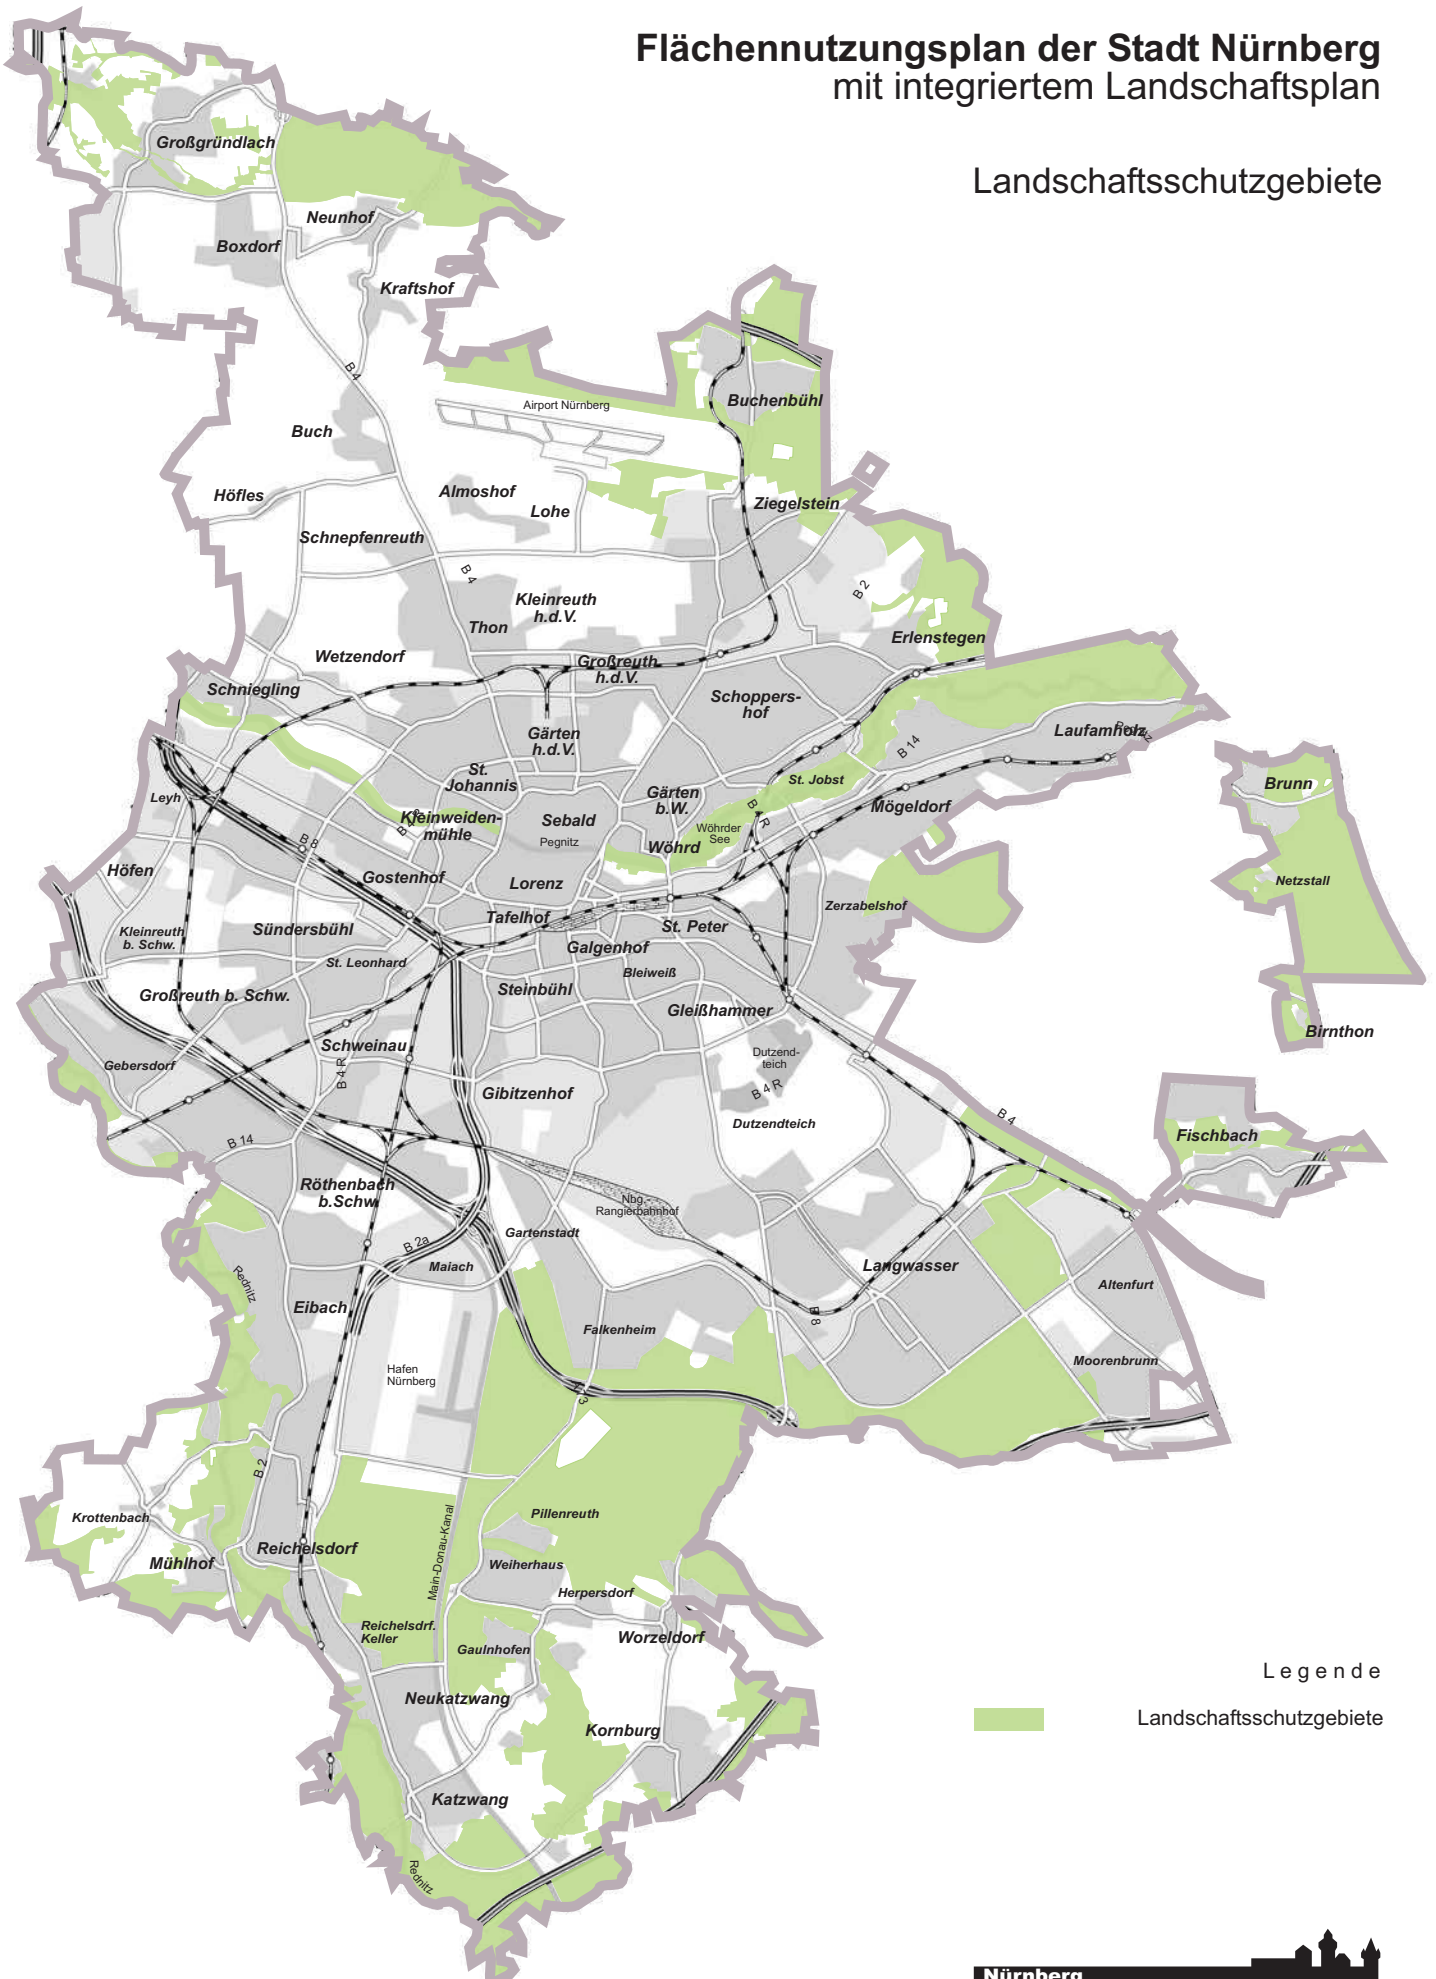 Flächennutzungsplan der Stadt Nürnberg
mit integriertem Landschaftsplan
Landschaftsschutzgebiete
Großgründlach
Neunhof
Boxdorf
Kraftshof
B 4
Buchenbühl
Airport Nürnberg
Buch
Höfles
Almoshof
Lohe
Ziegelstein
Schnepfenreuth
B 4
B 2
Kleinreuth
h.d.V.
Thon
Erlenstegen
Wetzendorf
Großreuth
h.d.V.
Schniegling
Schoppers-
hof
Laufamholz
Pegnitz
Gärten
h.d.V.
B 14
St.
Johannis
St. Jobst
Brunn
Leyh
Gärten
b.W.
Mögeldorf
B 4 R
Kleinweiden-
mühle
B 4 R
Sebald
Pegnitz
Wöhrder
See
Wöhrd
B 8
Höfen
Gostenhof
Lorenz
Netzstall
Zerzabelshof
Tafelhof
St. Peter
Kleinreuth
b. Schw.
Sündersbühl
Galgenhof
St. Leonhard
Bleiweiß
Großreuth b. Schw.
Steinbühl
Gleißhammer
Birnthon
Schweinau
Dutzend-
teich
Gebersdorf
B 4 R
B 4 R
Gibitzenhof
Dutzendteich
B 4
Fischbach
B 14
Röthenbach
b.Schw.
Nbg.-
Rangierbahnhof
Gartenstadt
B 2a
Maiach
Langwasser
Rednitz
Altenfurt
Eibach
B 8
Falkenheim
Moorenbrunn
Hafen
Nürnberg
A 73
B 2
Krottenbach
Pillenreuth
Main-Donau-Kanal
Reichelsdorf
Mühlhof
Weiherhaus
Herpersdorf
Reichelsdrf.
Keller
Worzeldorf
Gaulnhofen
Legende
Neukatzwang
Landschaftsschutzgebiete
Kornburg
Katzwang
Rednitz
Nürnberg